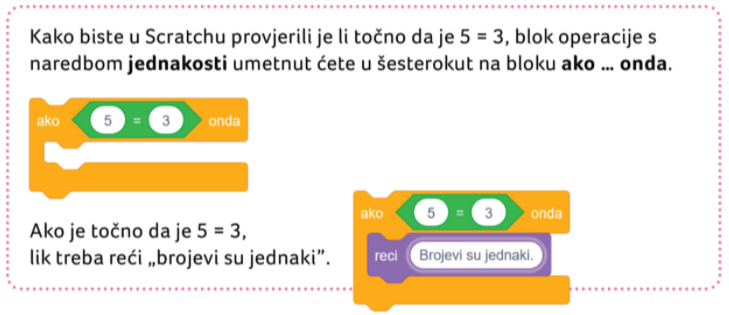 Kako biste u Scratchu provjerili je li točno da je 5 = 3, blok operacije s
naredbom jednakosti umetnut ćete u šesterokut na bloku ako ... onda.
ako 5 = 3 onda
Ako je točno da je 5 = 3,
lik treba reći „brojevi su jednaki”.
ako 5 = 3 onda
reci Brojevi su jednaki.